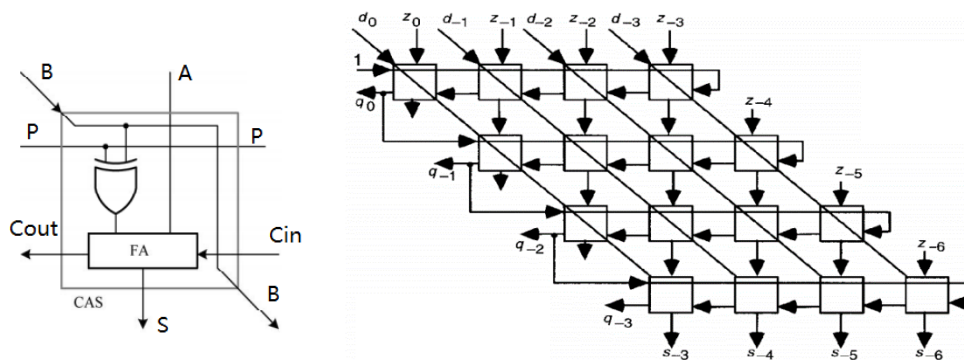 B
A
P
P
Cout
FA
Cin
CAS
S
B
d₀ z₀ d₋₁ z₋₁ d₋₂ z₋₂ d₋₃ z₋₃
1
q₀
z₋₄
q₋₁
z₋₅
q₋₂
z₋₆
q₋₃
s₋₃ s₋₄ s₋₅ s₋₆